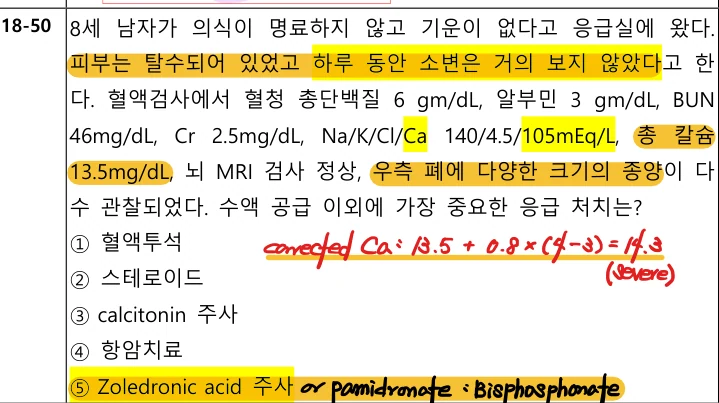 18-50 8세 남자가 의식이 명료하지 않고 기운이 없다고 응급실에 왔다.
피부는 탈수되어 있었고 하루 동안 소변은 거의 보지 않았다고 한
다. 혈액검사에서 혈청 총단백질 6 gm/dL, 알부민 3 gm/dL, BUN
46mg/dL, Cr 2.5mg/dL, Na/K/Cl/Ca 140/4.5/105mEq/L, 총 칼슘
13.5mg/dL, 뇌 MRI 검사 정상, 우측 폐에 다양한 크기의 종양이 다
수 관찰되었다. 수액 공급 이외에 가장 중요한 응급 처치는?
① 혈액투석
corrected Ca: 13.5 + 0.8 × (4-3) = 14.3
(severe)
② 스테로이드
③ calcitonin 주사
④ 항암치료
⑤ Zoledronic acid 주사 or pamidronate : Bisphosphonate